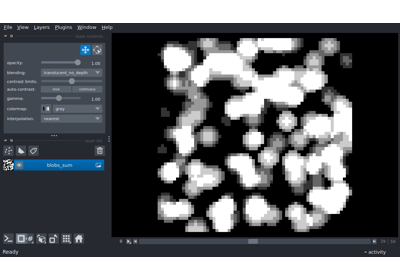 File View Layers Plugins Window Help
opacity: 1.00
blending: translucent_no_depth
contrast limits:
auto-contrast: once continuous
gamma: 1.00
colormap: gray
interpolation: nearest
blobs_sum
Ready
activity